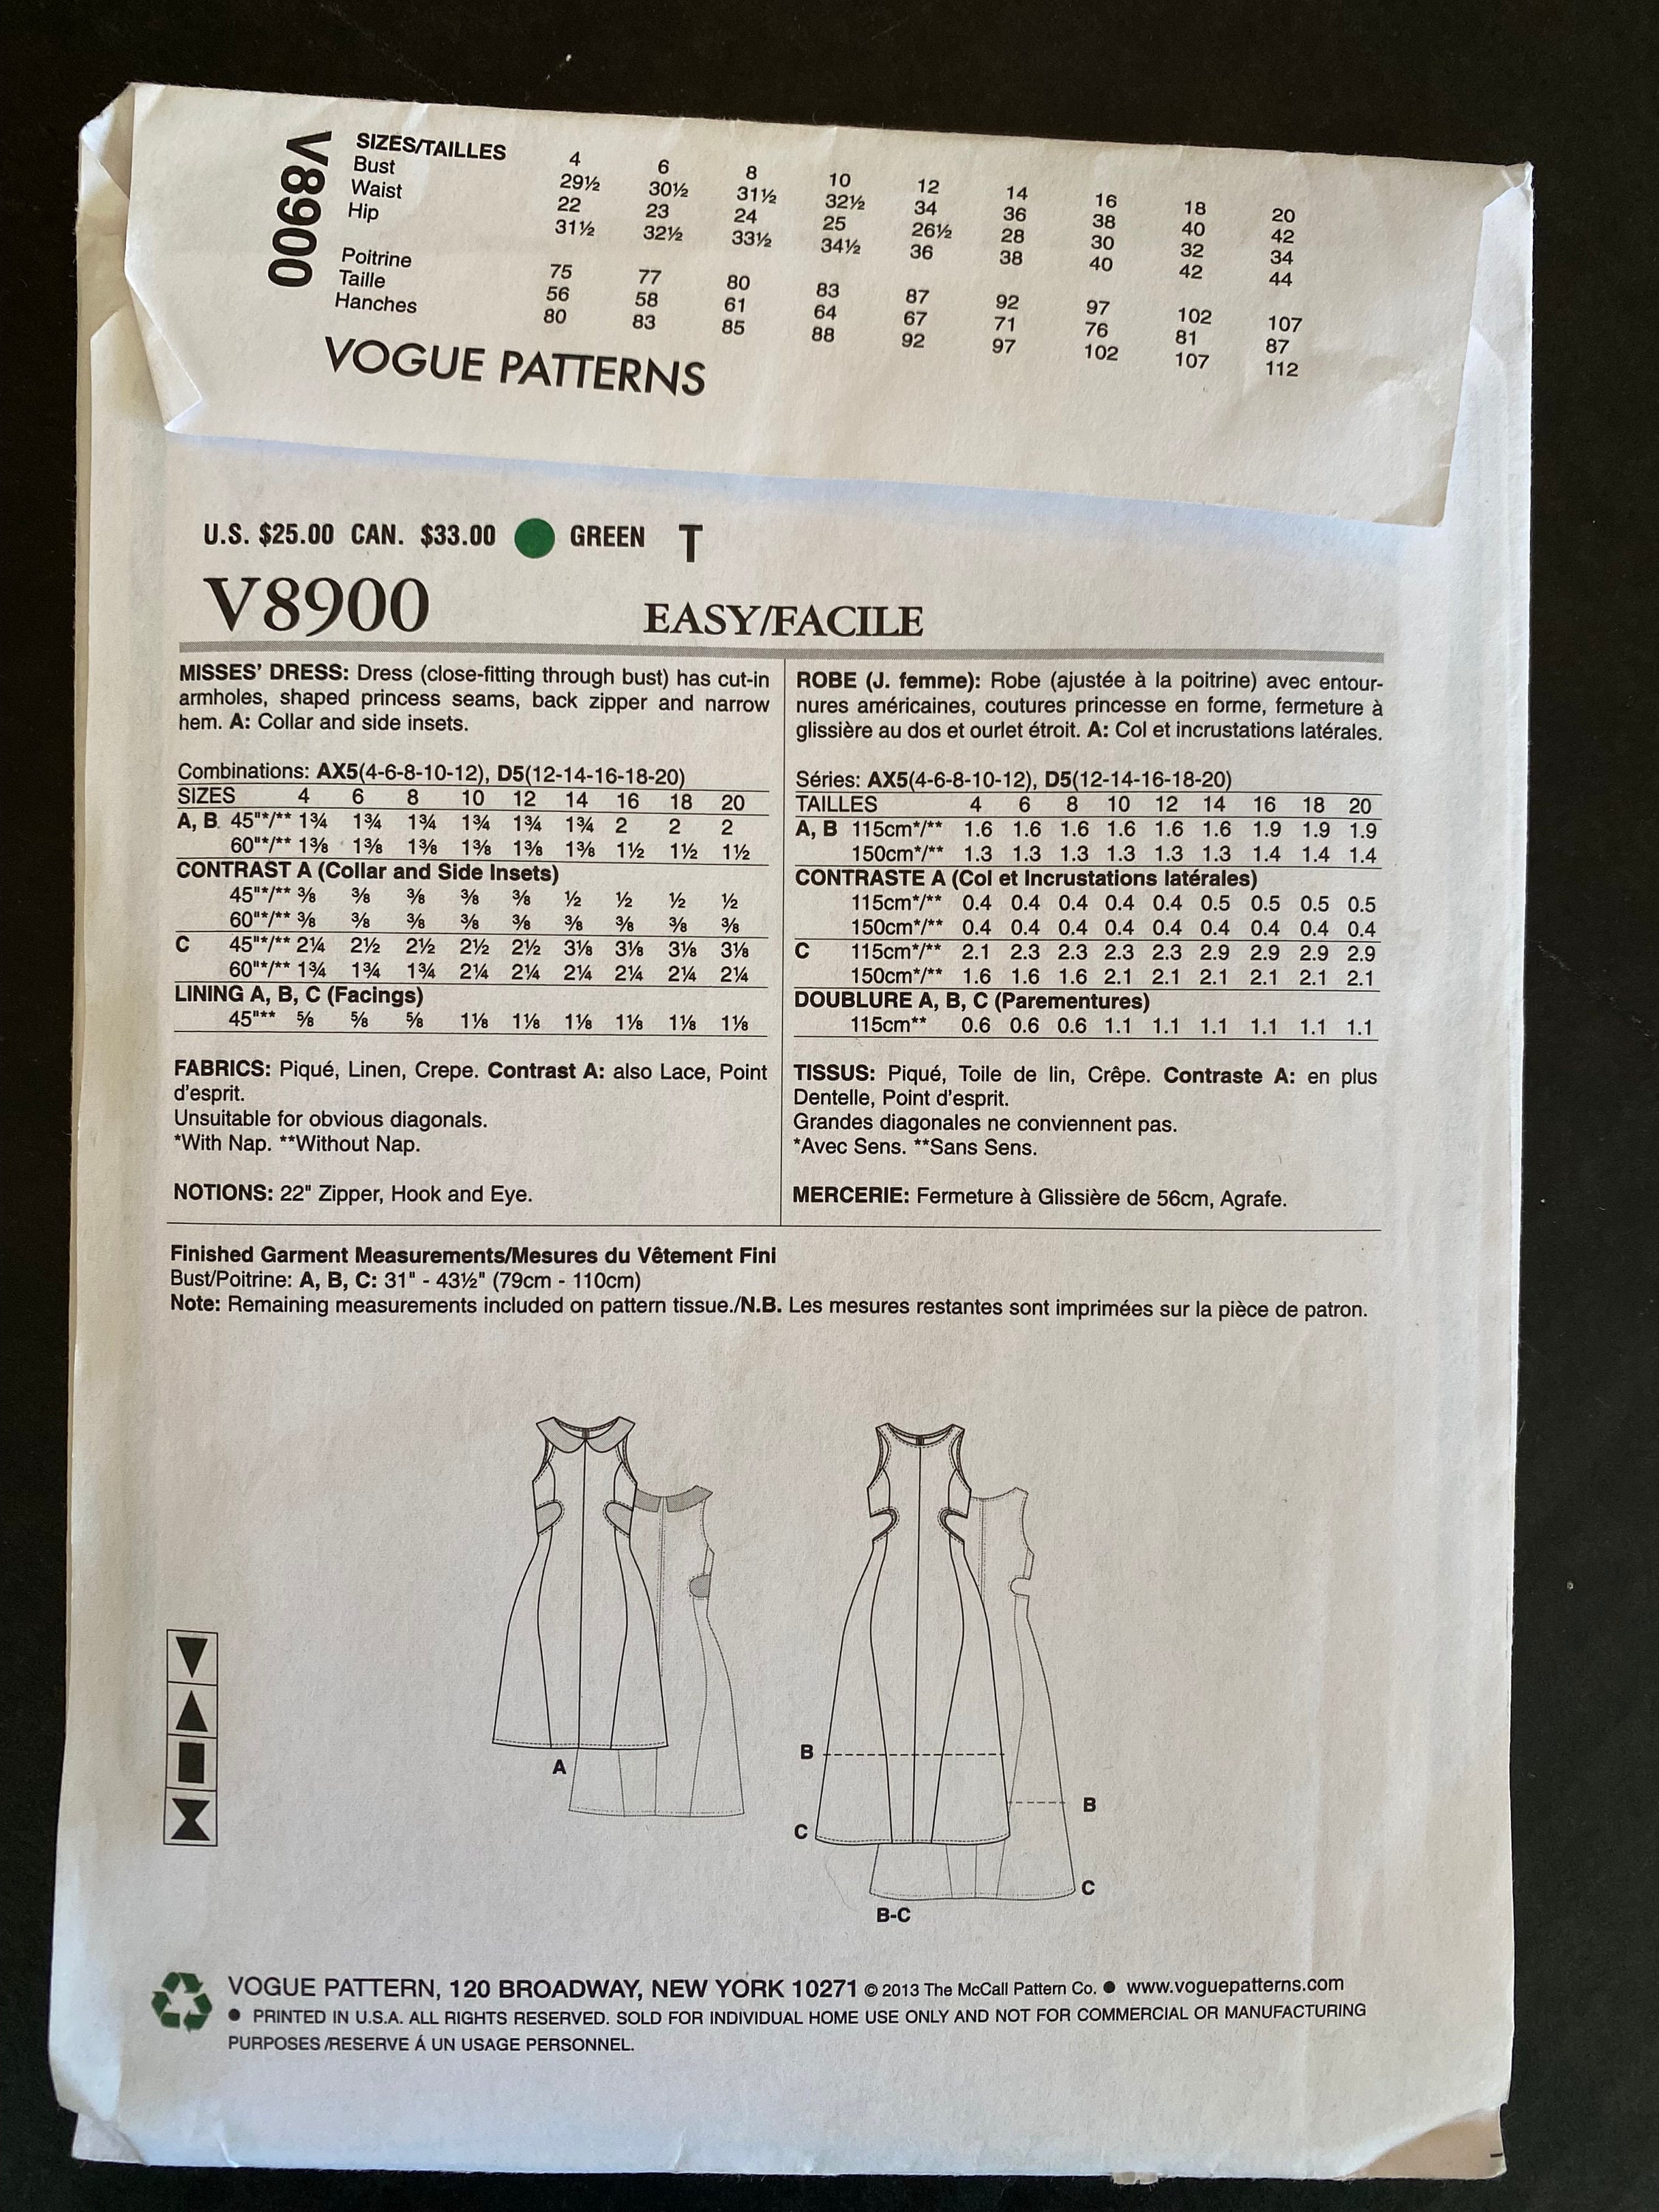 V8900
SIZES/TAILLES 4 6 8 10 12 14 16 18 20
Bust 29½ 30½ 31½ 32½ 34 36 38 40 42
Waist 22 23 24 25 26½ 28 30 32 34
Hip 31½ 32½ 33½ 34½ 36 38 40 42 44
Poitrine 75 77 80 83 87 92 97 102 107
Taille 56 58 61 64 67 71 76 81 87
Hanches 80 83 85 88 92 97 102 107 112
VOGUE PATTERNS
U.S. $25.00 CAN. $33.00 GREEN T
V8900 EASY/FACILE
MISSES' DRESS: Dress (close-fitting through bust) has cut-in
armholes, shaped princess seams, back zipper and narrow
hem. A: Collar and side insets.
Combinations: AX5(4-6-8-10-12), D5(12-14-16-18-20)
SIZES 4 6 8 10 12 14 16 18 20
A, B 45"*/** 1¾ 1¾ 1¾ 1¾ 1¾ 1¾ 2 2 2
60"*/** 1⅜ 1⅜ 1⅜ 1⅜ 1⅜ 1⅜ 1½ 1½ 1½
CONTRAST A (Collar and Side Insets)
45"*/** ⅜ ⅜ ⅜ ⅜ ⅜ ½ ½ ½ ½
60"*/** ⅜ ⅜ ⅜ ⅜ ⅜ ⅜ ⅜ ⅜ ⅜
C 45"*/** 2¼ 2½ 2½ 2½ 2½ 3⅛ 3⅛ 3⅛ 3⅛
60"*/** 1¾ 1¾ 1¾ 2¼ 2¼ 2¼ 2¼ 2¼ 2¼
LINING A, B, C (Facings)
45"** ⅝ ⅝ ⅝ 1⅛ 1⅛ 1⅛ 1⅛ 1⅛ 1⅛
FABRICS: Piqué, Linen, Crepe. Contrast A: also Lace, Point
d'esprit.
Unsuitable for obvious diagonals.
*With Nap. **Without Nap.
NOTIONS: 22" Zipper, Hook and Eye.
ROBE (J. femme): Robe (ajustée à la poitrine) avec entour-
nures américaines, coutures princesse en forme, fermeture à
glissière au dos et ourlet étroit. A: Col et incrustations latérales.
Séries: AX5(4-6-8-10-12), D5(12-14-16-18-20)
TAILLES 4 6 8 10 12 14 16 18 20
A, B 115cm*/** 1.6 1.6 1.6 1.6 1.6 1.6 1.9 1.9 1.9
150cm*/** 1.3 1.3 1.3 1.3 1.3 1.3 1.4 1.4 1.4
CONTRASTE A (Col et Incrustations latérales)
115cm*/** 0.4 0.4 0.4 0.4 0.4 0.5 0.5 0.5 0.5
150cm*/** 0.4 0.4 0.4 0.4 0.4 0.4 0.4 0.4 0.4
C 115cm*/** 2.1 2.3 2.3 2.3 2.3 2.9 2.9 2.9 2.9
150cm*/** 1.6 1.6 1.6 2.1 2.1 2.1 2.1 2.1 2.1
DOUBLURE A, B, C (Parementures)
115cm** 0.6 0.6 0.6 1.1 1.1 1.1 1.1 1.1 1.1
TISSUS: Piqué, Toile de lin, Crêpe. Contraste A: en plus
Dentelle, Point d'esprit.
Grandes diagonales ne conviennent pas.
*Avec Sens. **Sans Sens.
MERCERIE: Fermeture à Glissière de 56cm, Agrafe.
Finished Garment Measurements/Mesures du Vêtement Fini
Bust/Poitrine: A, B, C: 31" - 43½" (79cm - 110cm)
Note: Remaining measurements included on pattern tissue./N.B. Les mesures restantes sont imprimées sur la pièce de patron.
A
B
B
C
C
B-C
VOGUE PATTERN, 120 BROADWAY, NEW YORK 10271 © 2013 The McCall Pattern Co. ● www.voguepatterns.com
● PRINTED IN U.S.A. ALL RIGHTS RESERVED. SOLD FOR INDIVIDUAL HOME USE ONLY AND NOT FOR COMMERCIAL OR MANUFACTURING
PURPOSES /RESERVE Á UN USAGE PERSONNEL.